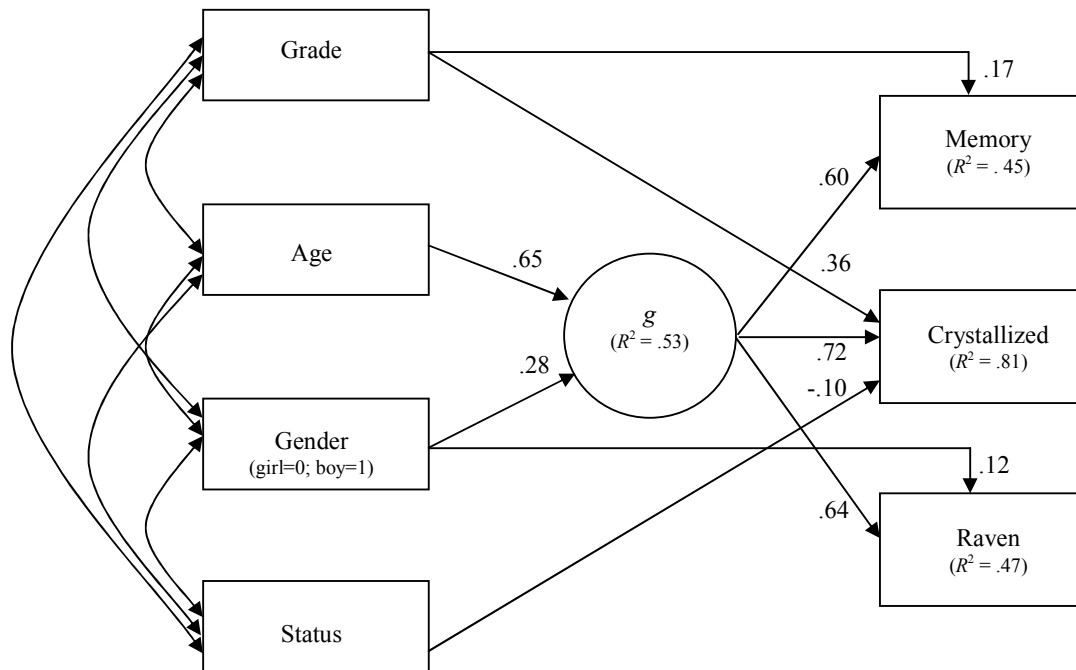 Grade
.17
Memory
(R² = . 45)
.60
Age
.65
.36
g
(R² = .53)
Crystallized
(R² = .81)
.72
.28
-.10
Gender
(girl=0; boy=1)
.12
.64
Raven
(R² = .47)
Status